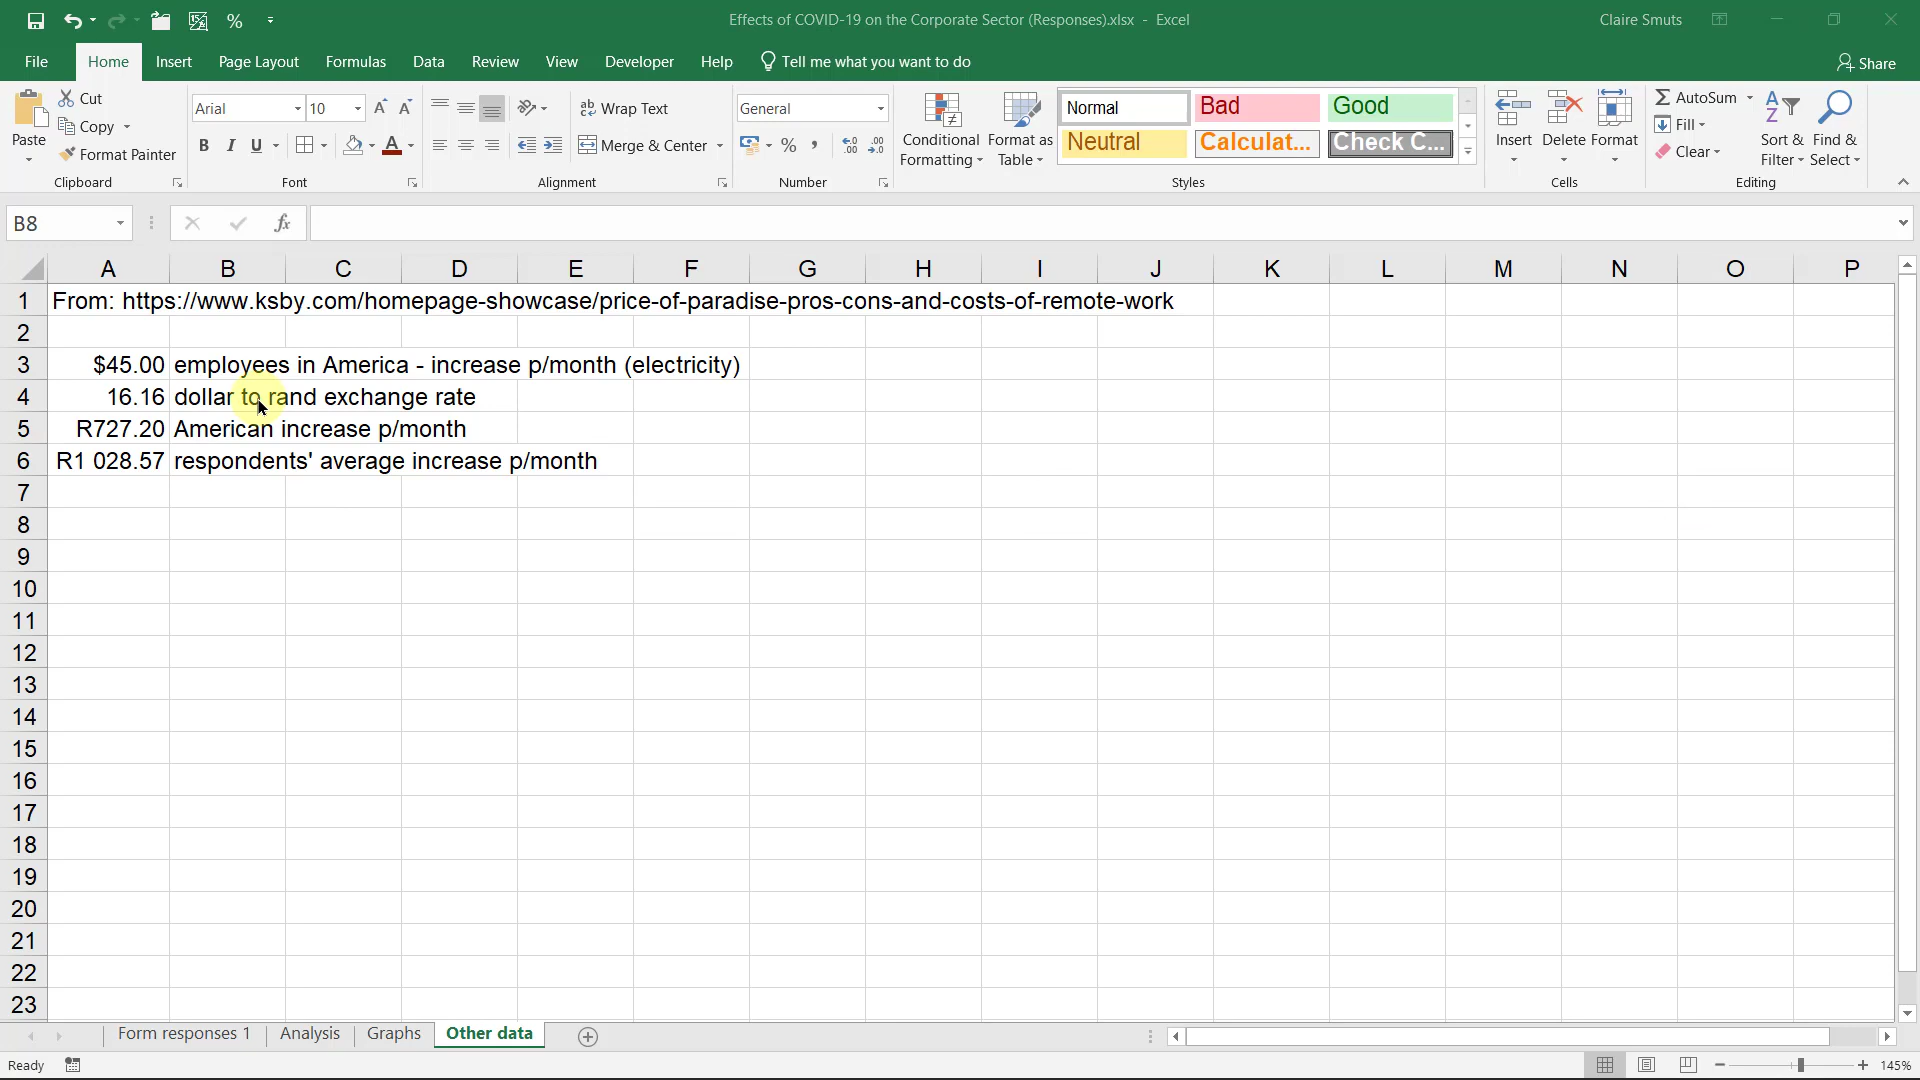 Effects of COVID-19 on the Corporate Sector (Responses).xlsx - Excel
Claire Smuts
File Home Insert Page Layout Formulas Data Review View Developer Help Tell me what you want to do Share
Paste
Cut
Copy
Format Painter
Clipboard
Arial 10
B I U A
Font
Wrap Text
Merge & Center
Alignment
General
%
Number
Conditional Formatting
Format as Table
Normal Bad Good
Neutral Calculat... Check C...
Styles
Insert Delete Format
Cells
AutoSum
Fill
Clear
Sort & Filter
Find & Select
Editing
B8 fx
A B C D E F G H I J K L M N O P
1 From: https://www.ksby.com/homepage-showcase/price-of-paradise-pros-cons-and-costs-of-remote-work
2
3 $45.00 employees in America - increase p/month (electricity)
4 16.16 dollar to rand exchange rate
5 R727.20 American increase p/month
6 R1 028.57 respondents' average increase p/month
7
8
9
10
11
12
13
14
15
16
17
18
19
20
21
22
23
Form responses 1 Analysis Graphs Other data
Ready 145%